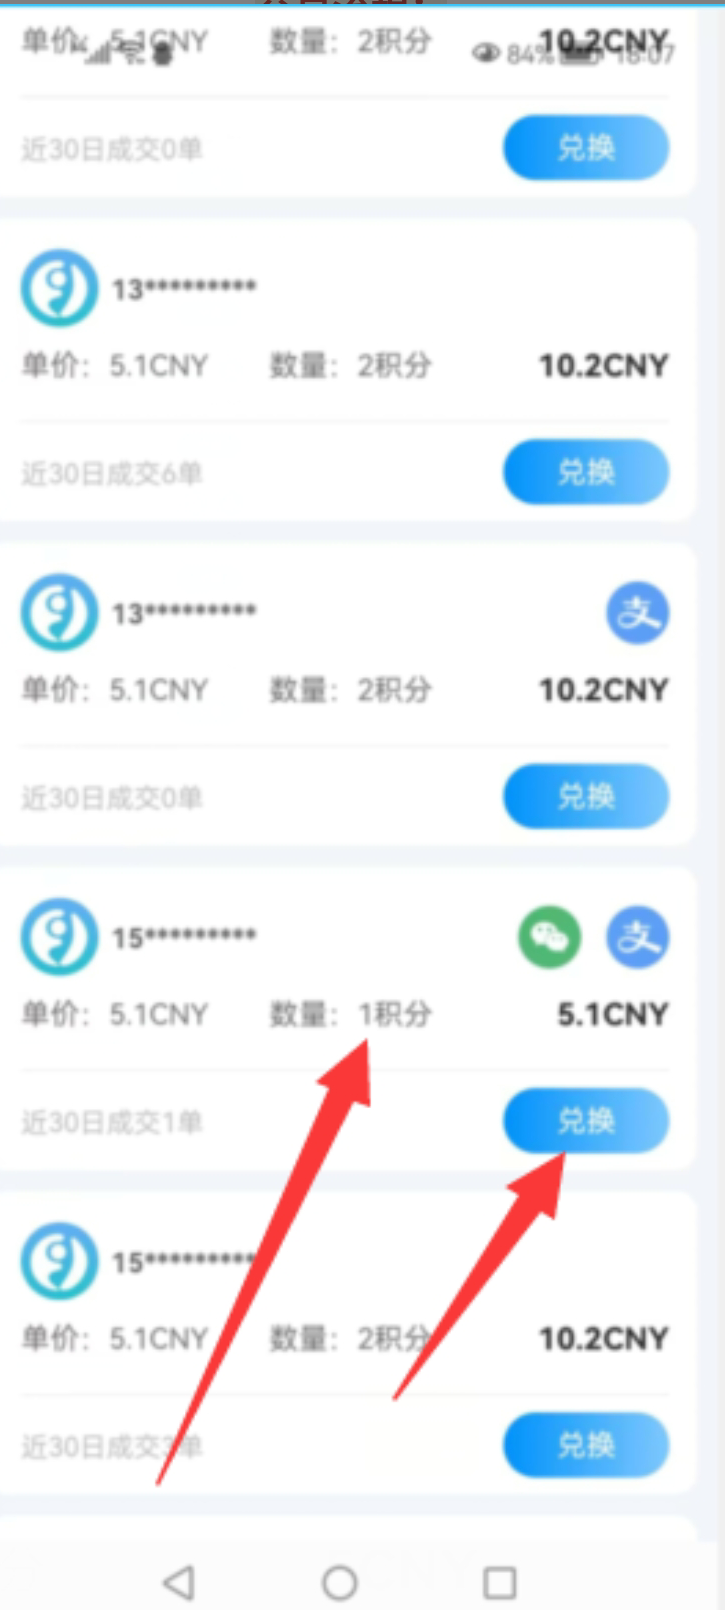 单价: 5.1CNY 数量: 2积分 10.2CNY
84% 18:07
近30日成交0单 兑换
13*********
单价: 5.1CNY 数量: 2积分 10.2CNY
近30日成交6单 兑换
13********* 支
单价: 5.1CNY 数量: 2积分 10.2CNY
近30日成交0单 兑换
15********* 支
单价: 5.1CNY 数量: 1积分 5.1CNY
近30日成交1单 兑换
15*********
单价: 5.1CNY 数量: 2积分 10.2CNY
近30日成交3单 兑换